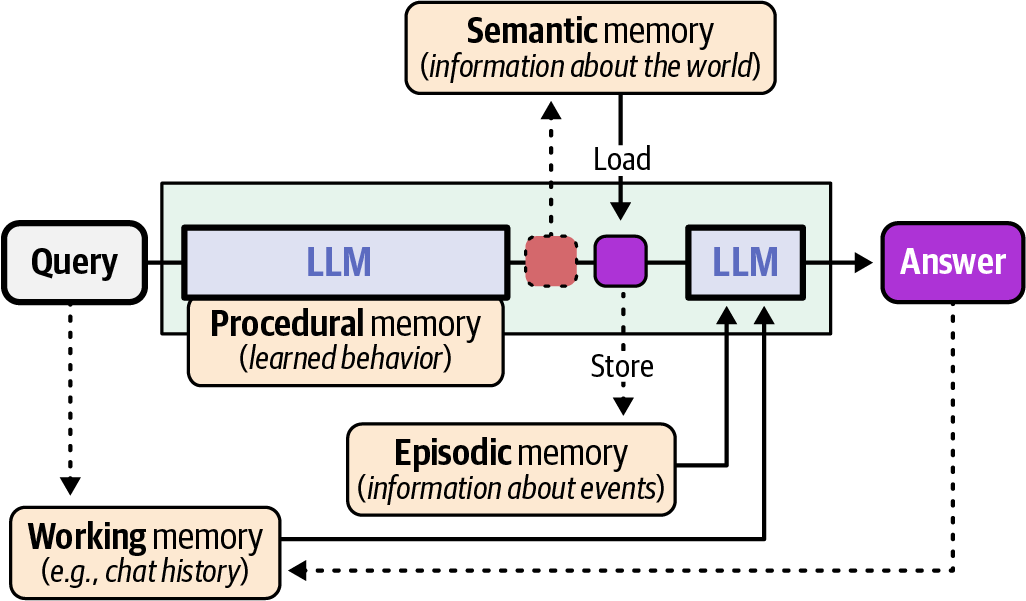 Semantic memory
(information about the world)
Load
Query
LLM
LLM
Answer
Procedural memory
(learned behavior)
Store
Episodic memory
(information about events)
Working memory
(e.g., chat history)